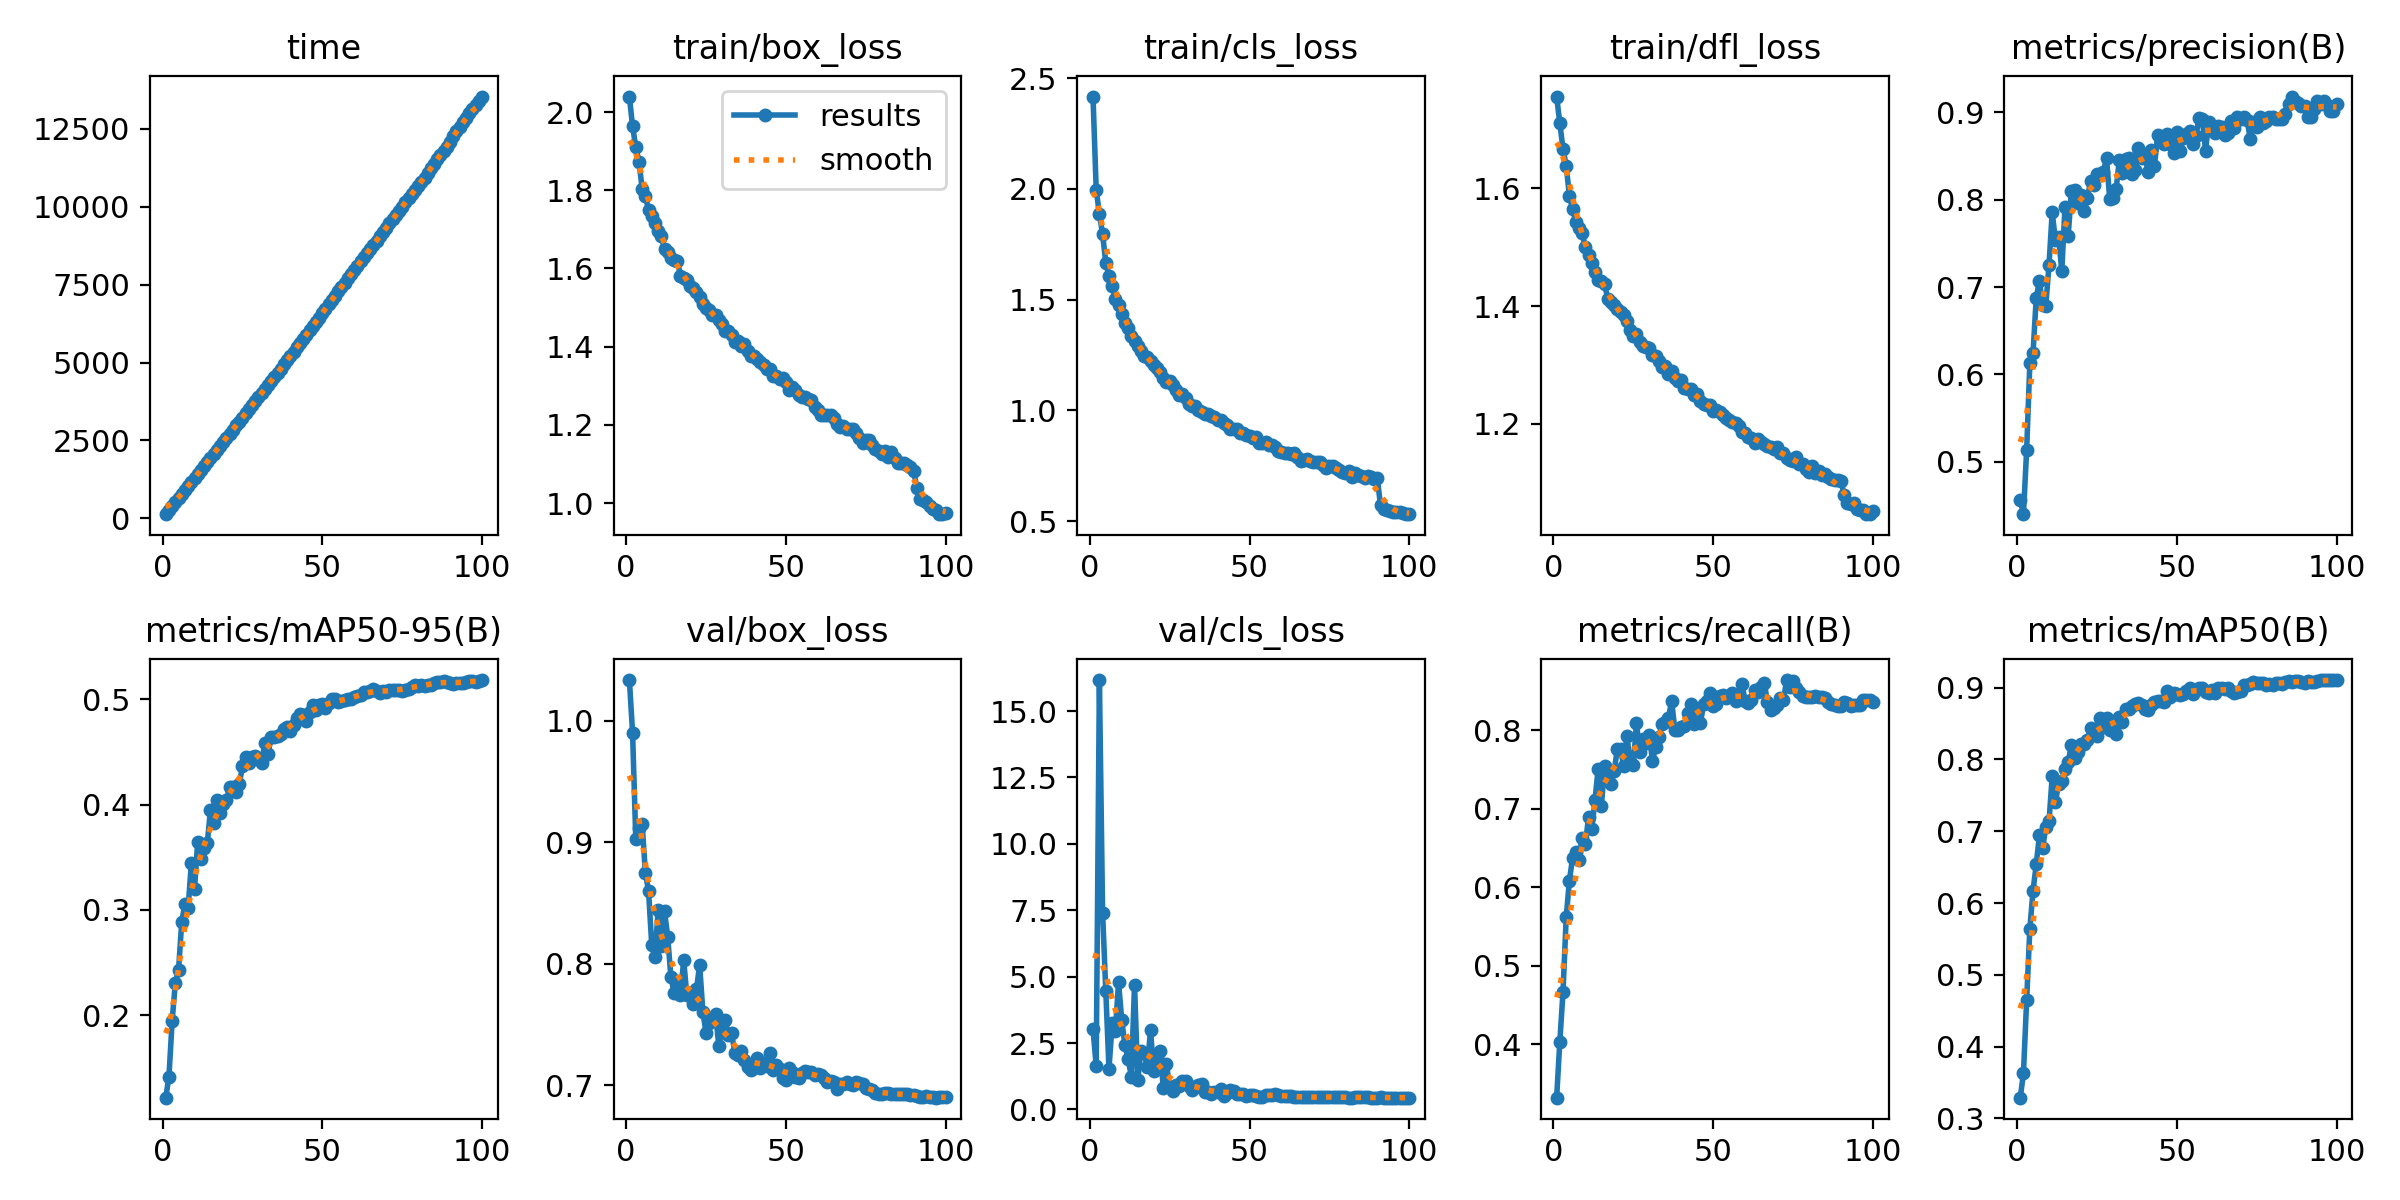 time
train/box_loss
train/cls_loss
train/dfl_loss
metrics/precision(B)
12500
10000
7500
5000
2500
0
0 50 100
2.0
1.8
1.6
1.4
1.2
1.0
results
smooth
0 50 100
2.5
2.0
1.5
1.0
0.5
0 50 100
1.6
1.4
1.2
0 50 100
0.9
0.8
0.7
0.6
0.5
0 50 100
metrics/mAP50-95(B)
val/box_loss
val/cls_loss
metrics/recall(B)
metrics/mAP50(B)
0.5
0.4
0.3
0.2
0 50 100
1.0
0.9
0.8
0.7
0 50 100
15.0
12.5
10.0
7.5
5.0
2.5
0.0
0 50 100
0.8
0.7
0.6
0.5
0.4
0 50 100
0.9
0.8
0.7
0.6
0.5
0.4
0.3
0 50 100